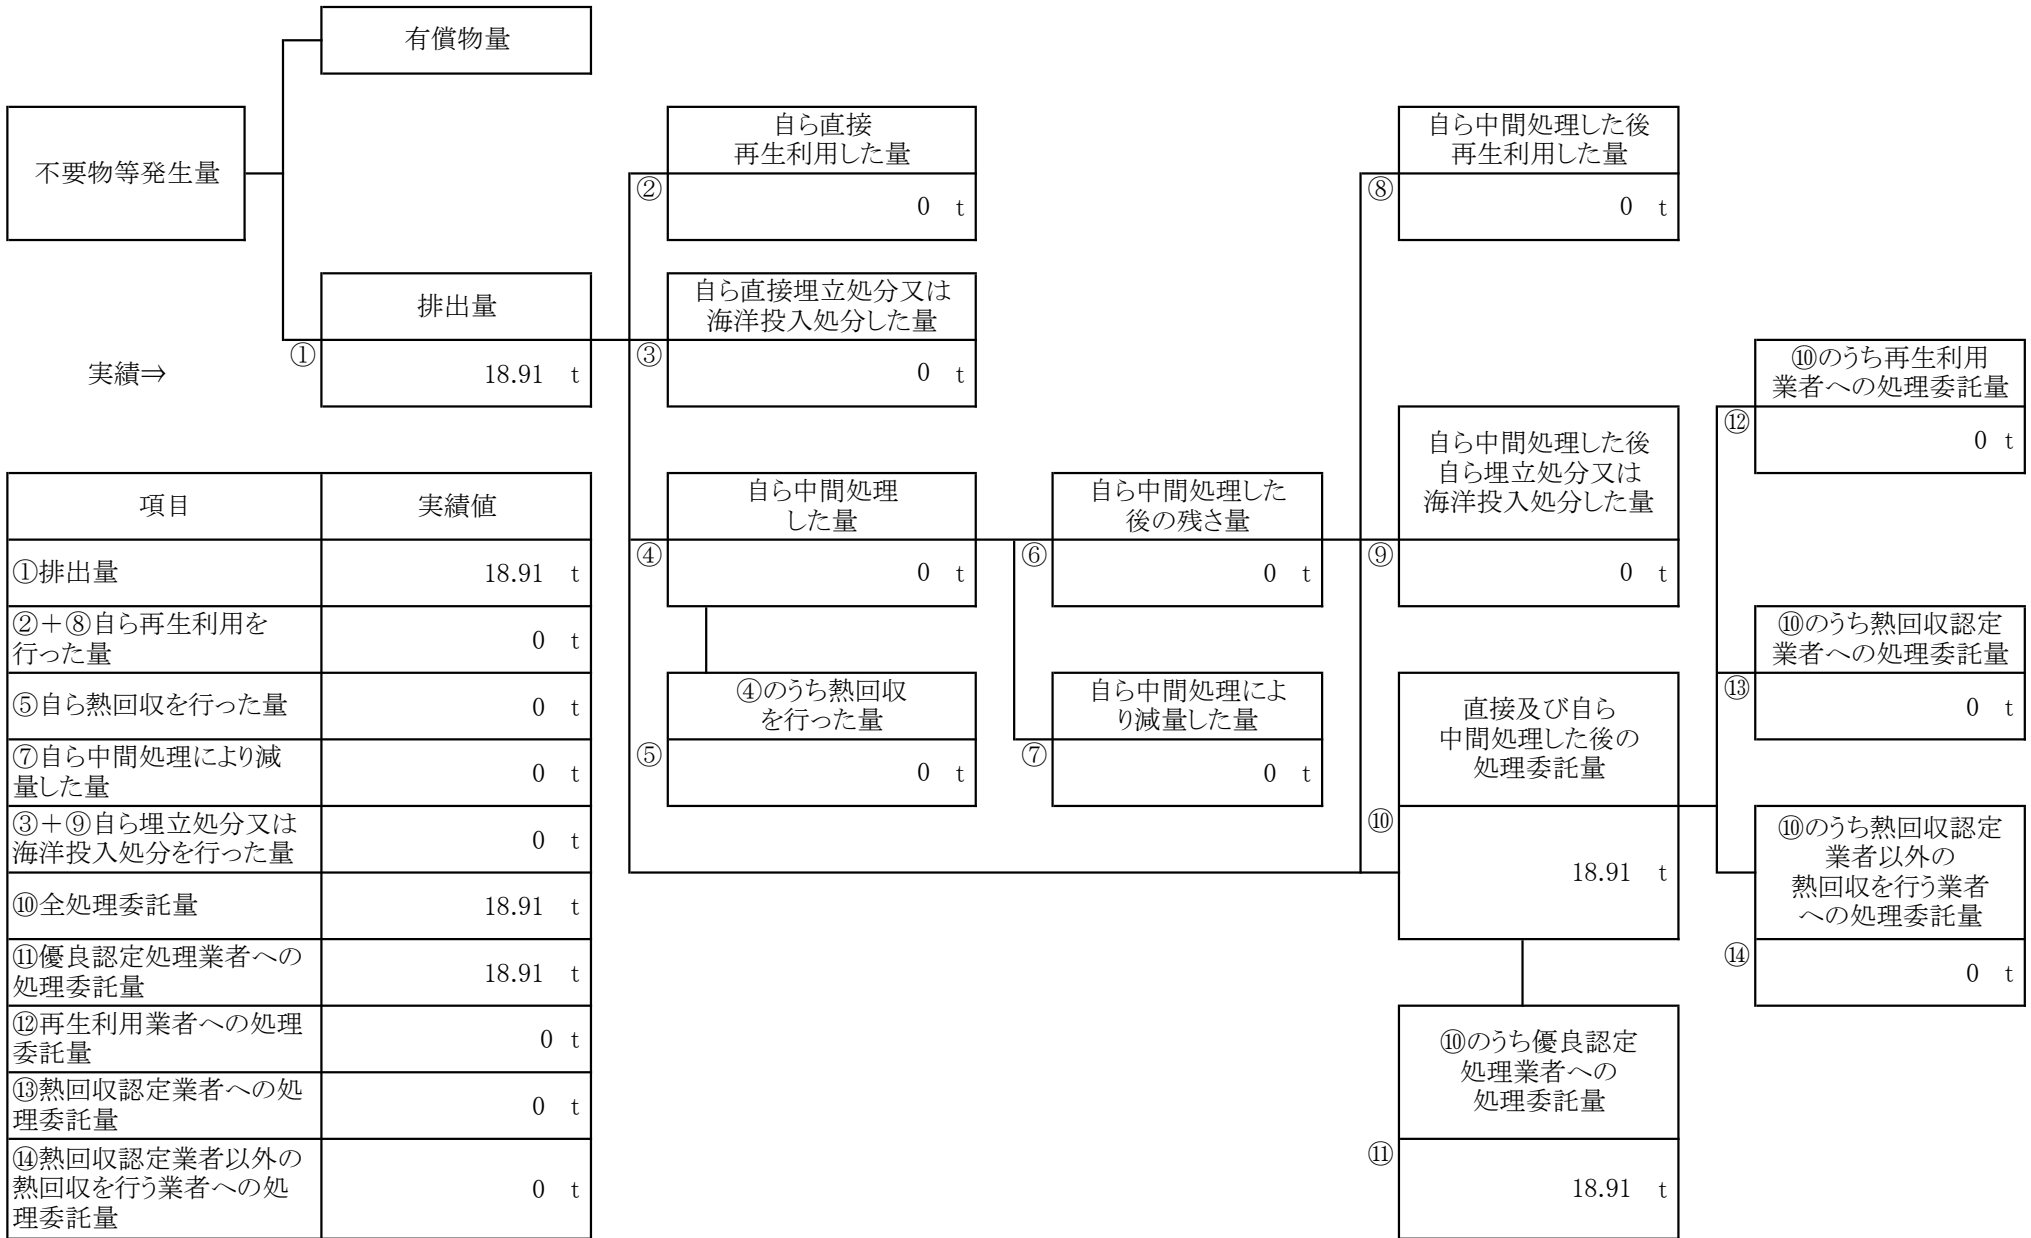 有償物量
不要物等発生量
自ら直接
再生利用した量
②
0 t
自ら中間処理した後
再生利用した量
⑧
0 t
排出量
①
18.91 t
実績⇒
自ら直接埋立処分又は
海洋投入処分した量
③
0 t
⑩のうち再生利用
業者への処理委託量
⑫
0 t
自ら中間処理した後
自ら埋立処分又は
海洋投入処分した量
⑨
0 t
自ら中間処理
した量
④
0 t
自ら中間処理した
後の残さ量
⑥
0 t
⑩のうち熱回収認定
業者への処理委託量
⑬
0 t
④のうち熱回収
を行った量
⑤
0 t
自ら中間処理によ
り減量した量
⑦
0 t
直接及び自ら
中間処理した後の
処理委託量
⑩
18.91 t
⑩のうち熱回収認定
業者以外の
熱回収を行う業者
への処理委託量
⑭
0 t
⑩のうち優良認定
処理業者への
処理委託量
⑪
18.91 t
項目 実績値
①排出量 18.91 t
②+⑧自ら再生利用を
行った量 0 t
⑤自ら熱回収を行った量 0 t
⑦自ら中間処理により減
量した量 0 t
③+⑨自ら埋立処分又は
海洋投入処分を行った量 0 t
⑩全処理委託量 18.91 t
⑪優良認定処理業者への
処理委託量 18.91 t
⑫再生利用業者への処理
委託量 0 t
⑬熱回収認定業者への処
理委託量 0 t
⑭熱回収認定業者以外の
熱回収を行う業者への処
理委託量 0 t